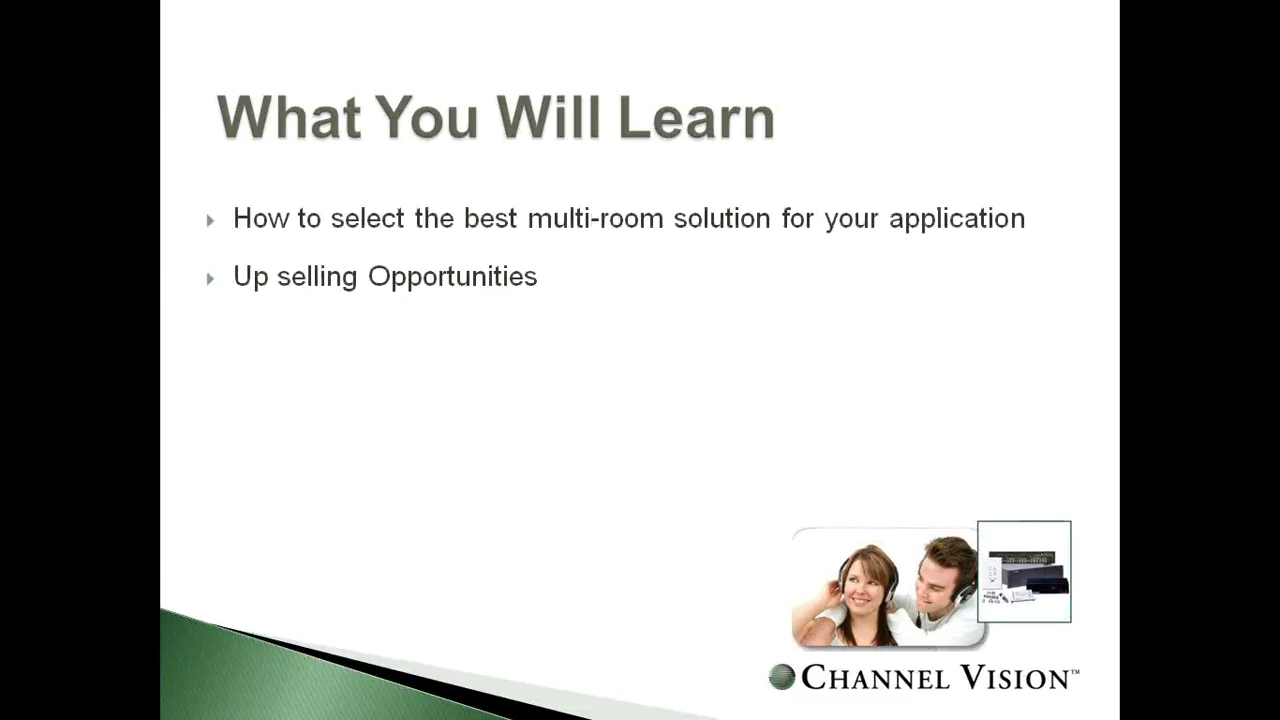 What You Will Learn
How to select the best multi-room solution for your application
Up selling Opportunities
CHANNEL VISION™